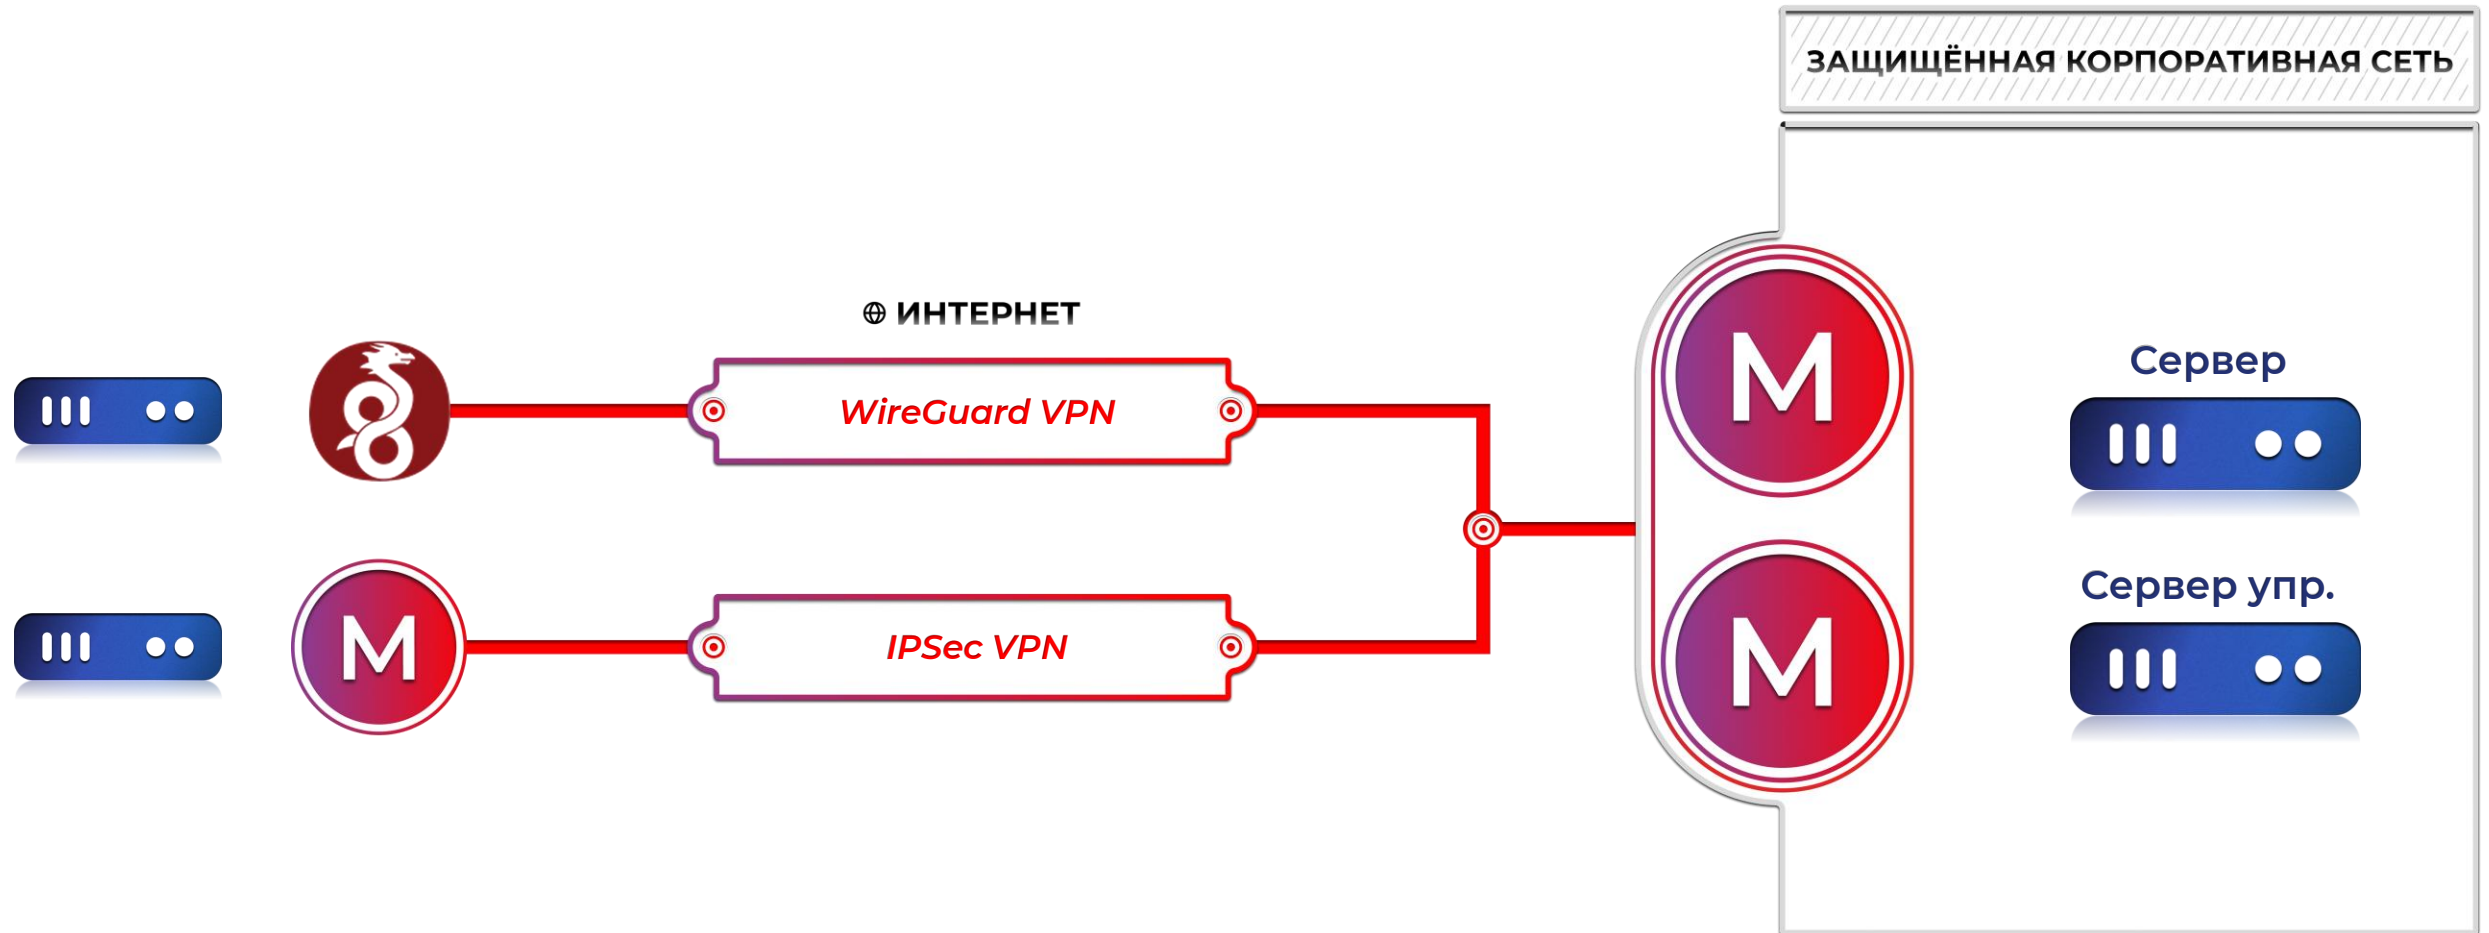 ЗАЩИЩЁННАЯ КОРПОРАТИВНАЯ СЕТЬ
ИНТЕРНЕТ
WireGuard VPN
M
Сервер
M
IPSec VPN
M
Сервер упр.